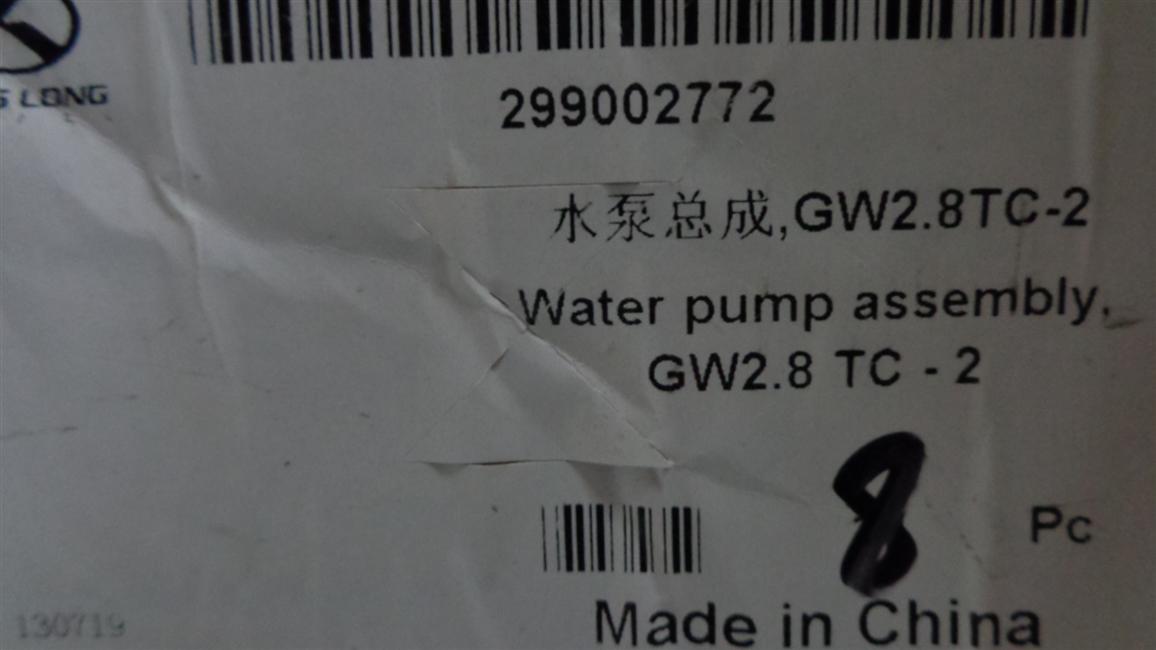 LONG
299002772
水泵总成,GW2.8TC-2
Water pump assembly,
GW2.8 TC - 2
8 Pc
130719
Made in China